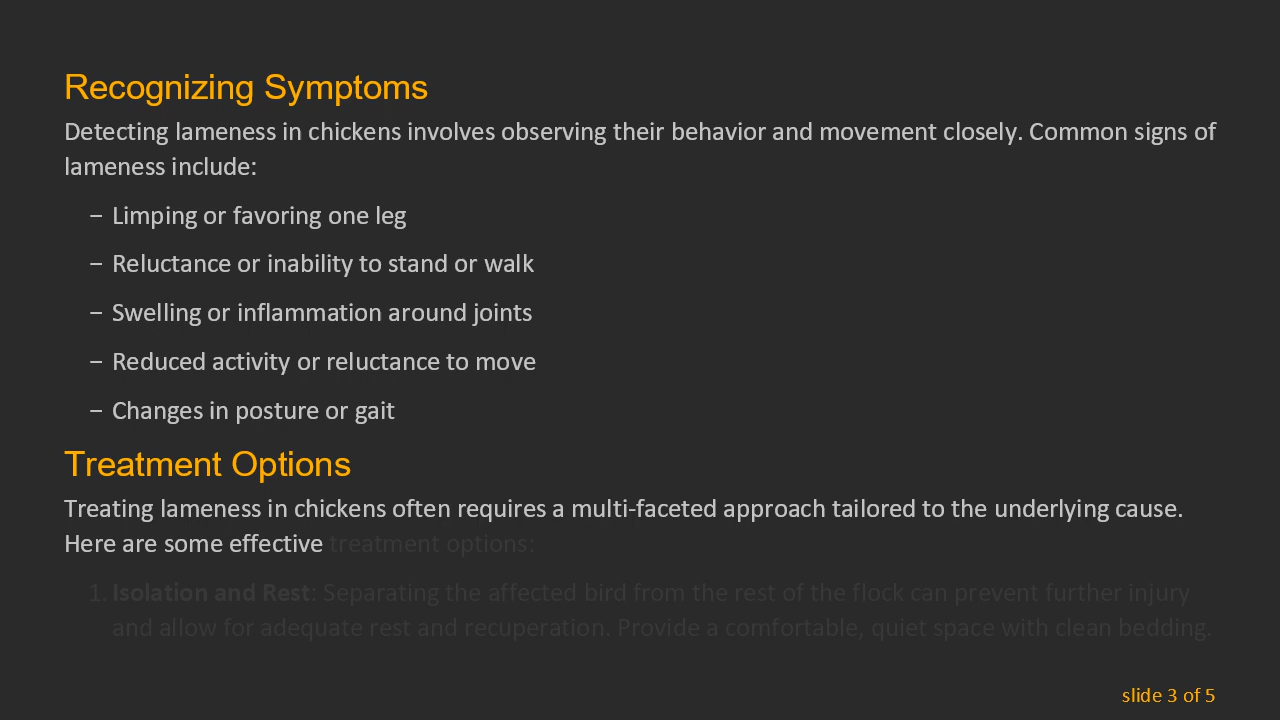 Recognizing Symptoms
Detecting lameness in chickens involves observing their behavior and movement closely. Common signs of
lameness include:
− Limping or favoring one leg
− Reluctance or inability to stand or walk
− Swelling or inflammation around joints
− Reduced activity or reluctance to move
− Changes in posture or gait
Treatment Options
Treating lameness in chickens often requires a multi-faceted approach tailored to the underlying cause.
Here are some effective treatment options:
1. Isolation and Rest: Separating the affected bird from the rest of the flock can prevent further injury
and allow for adequate rest and recuperation. Provide a comfortable, quiet space with clean bedding.
slide 3 of 5